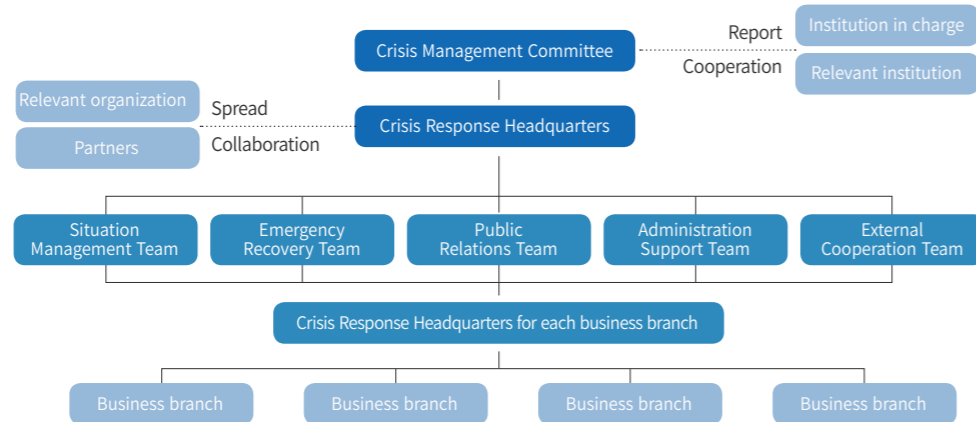 Crisis Management Committee
Report
Cooperation
Institution in charge
Relevant institution
Relevant organization
Partners
Spread
Collaboration
Crisis Response Headquarters
Situation
Management Team
Emergency
Recovery Team
Public
Relations Team
Administration
Support Team
External
Cooperation Team
Crisis Response Headquarters for each business branch
Business branch
Business branch
Business branch
Business branch